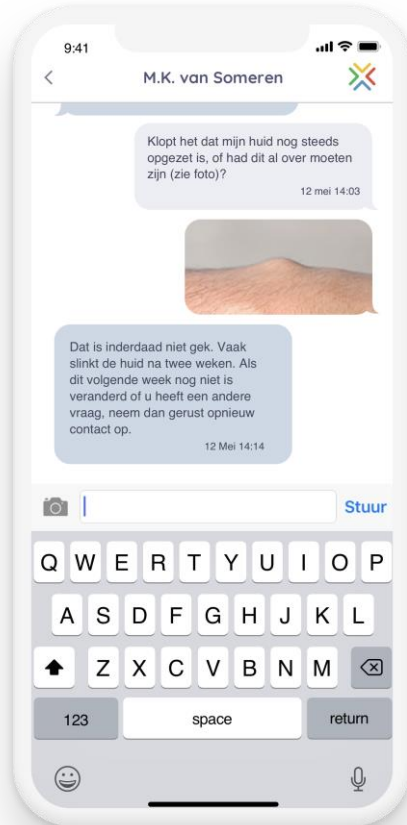 9:41
M.K. van Someren
Klopt het dat mijn huid nog steeds
opgezet is, of had dit al over moeten
zijn (zie foto)?
12 mei 14:03
Dat is inderdaad niet gek. Vaak
slinkt de huid na twee weken. Als
dit volgende week nog niet is
veranderd of u heeft een andere
vraag, neem dan gerust opnieuw
contact op.
12 Mei 14:14
Stuur
Q W E R T Y U I O P
A S D F G H J K L
Z X C V B N M
123 space return